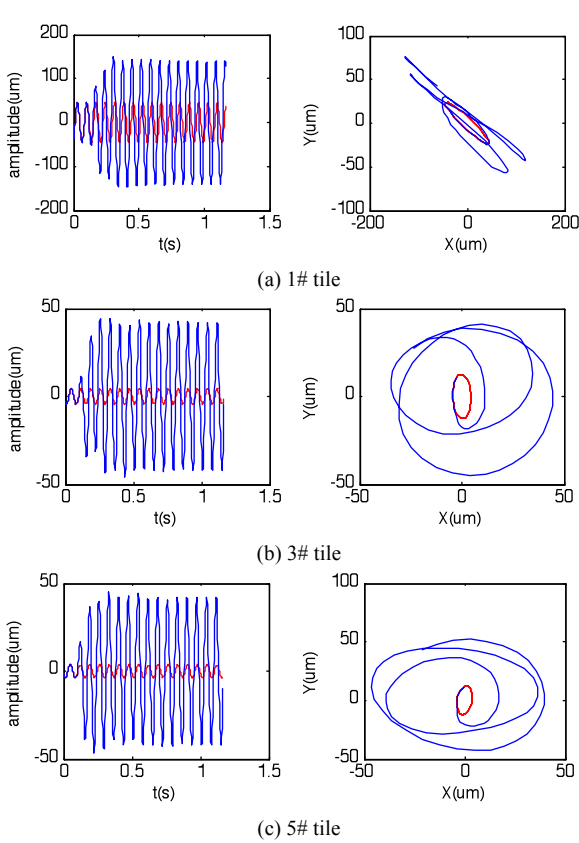 200
100
0
-100
-200
amplitude(um)
0 0.5 1 1.5
t(s)
100
50
0
-50
-100
Y(um)
-200 0 200
X(um)
(a) 1# tile
50
0
-50
amplitude(um)
0 0.5 1 1.5
t(s)
50
0
-50
Y(um)
-50 0 50
X(um)
(b) 3# tile
50
0
-50
amplitude(um)
0 0.5 1 1.5
t(s)
100
50
0
-50
Y(um)
-50 0 50
X(um)
(c) 5# tile